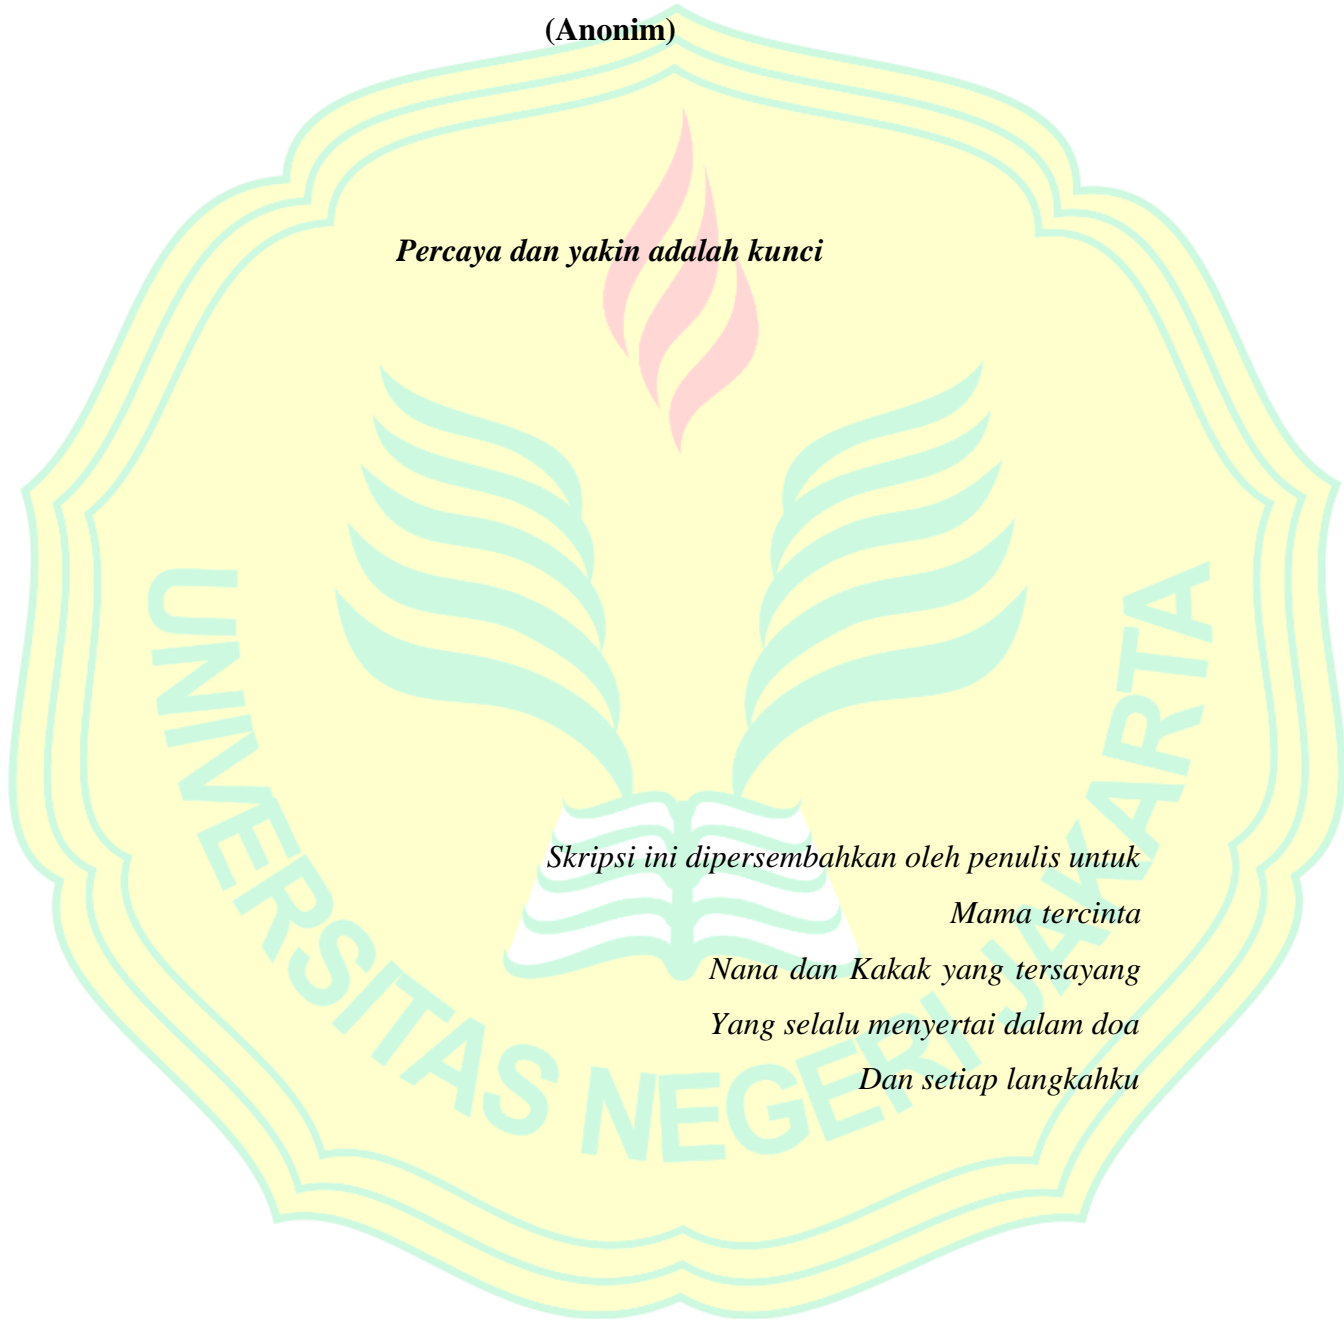 (Anonim)
Percaya dan yakin adalah kunci
Skripsi ini dipersembahkan oleh penulis untuk
Mama tercinta
Nana dan Kakak yang tersayang
Yang selalu menyertai dalam doa
Dan setiap langkahku
UNIVERSITAS NEGERI JAKARTA